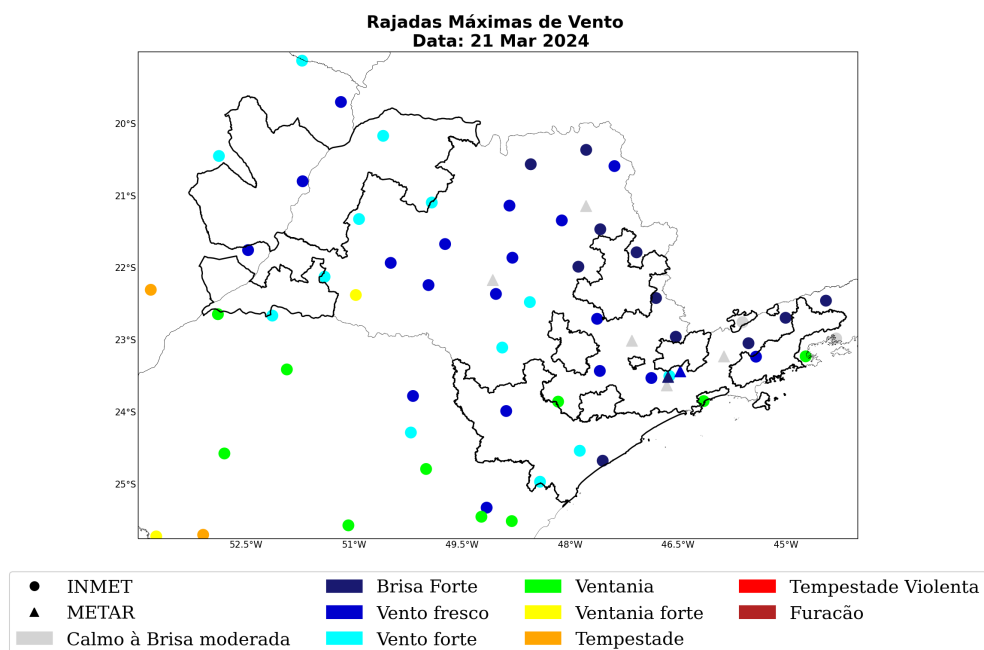 Rajadas Máximas de Vento
Data: 21 Mar 2024
20°S
21°S
22°S
23°S
24°S
25°S
52.5°W 51°W 49.5°W 48°W 46.5°W 45°W
INMET
METAR
Calmo à Brisa moderada
Brisa Forte
Vento fresco
Vento forte
Ventania
Ventania forte
Tempestade
Tempestade Violenta
Furacão